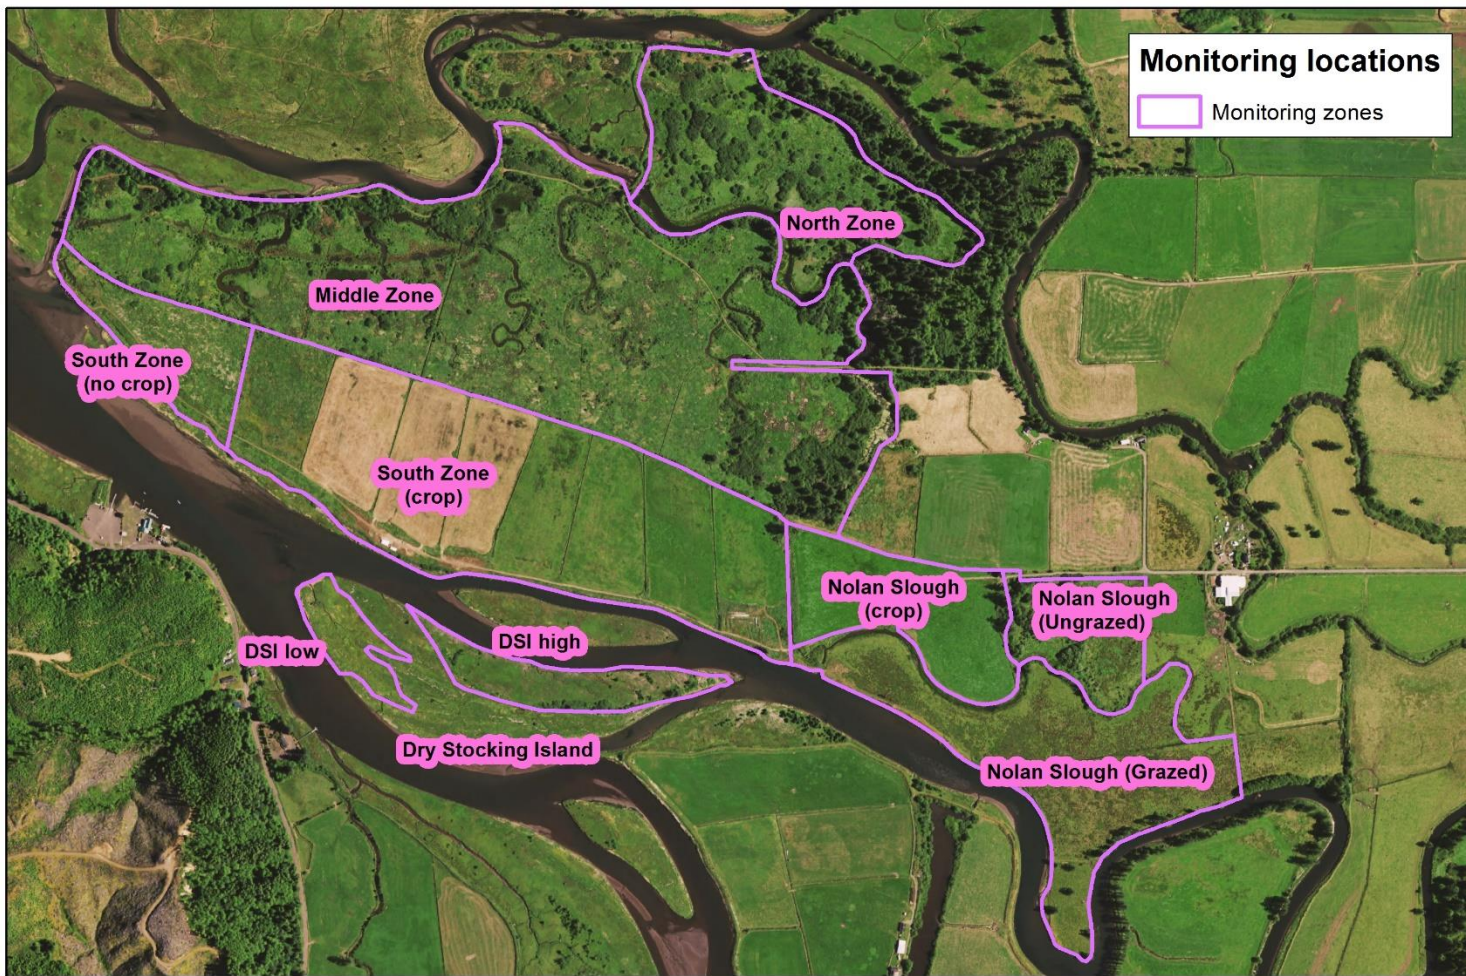 Monitoring locations
Monitoring zones
North Zone
Middle Zone
South Zone
(no crop)
South Zone
(crop)
Nolan Slough
(crop)
Nolan Slough
(Ungrazed)
DSI high
DSI low
Dry Stocking Island
Nolan Slough (Grazed)